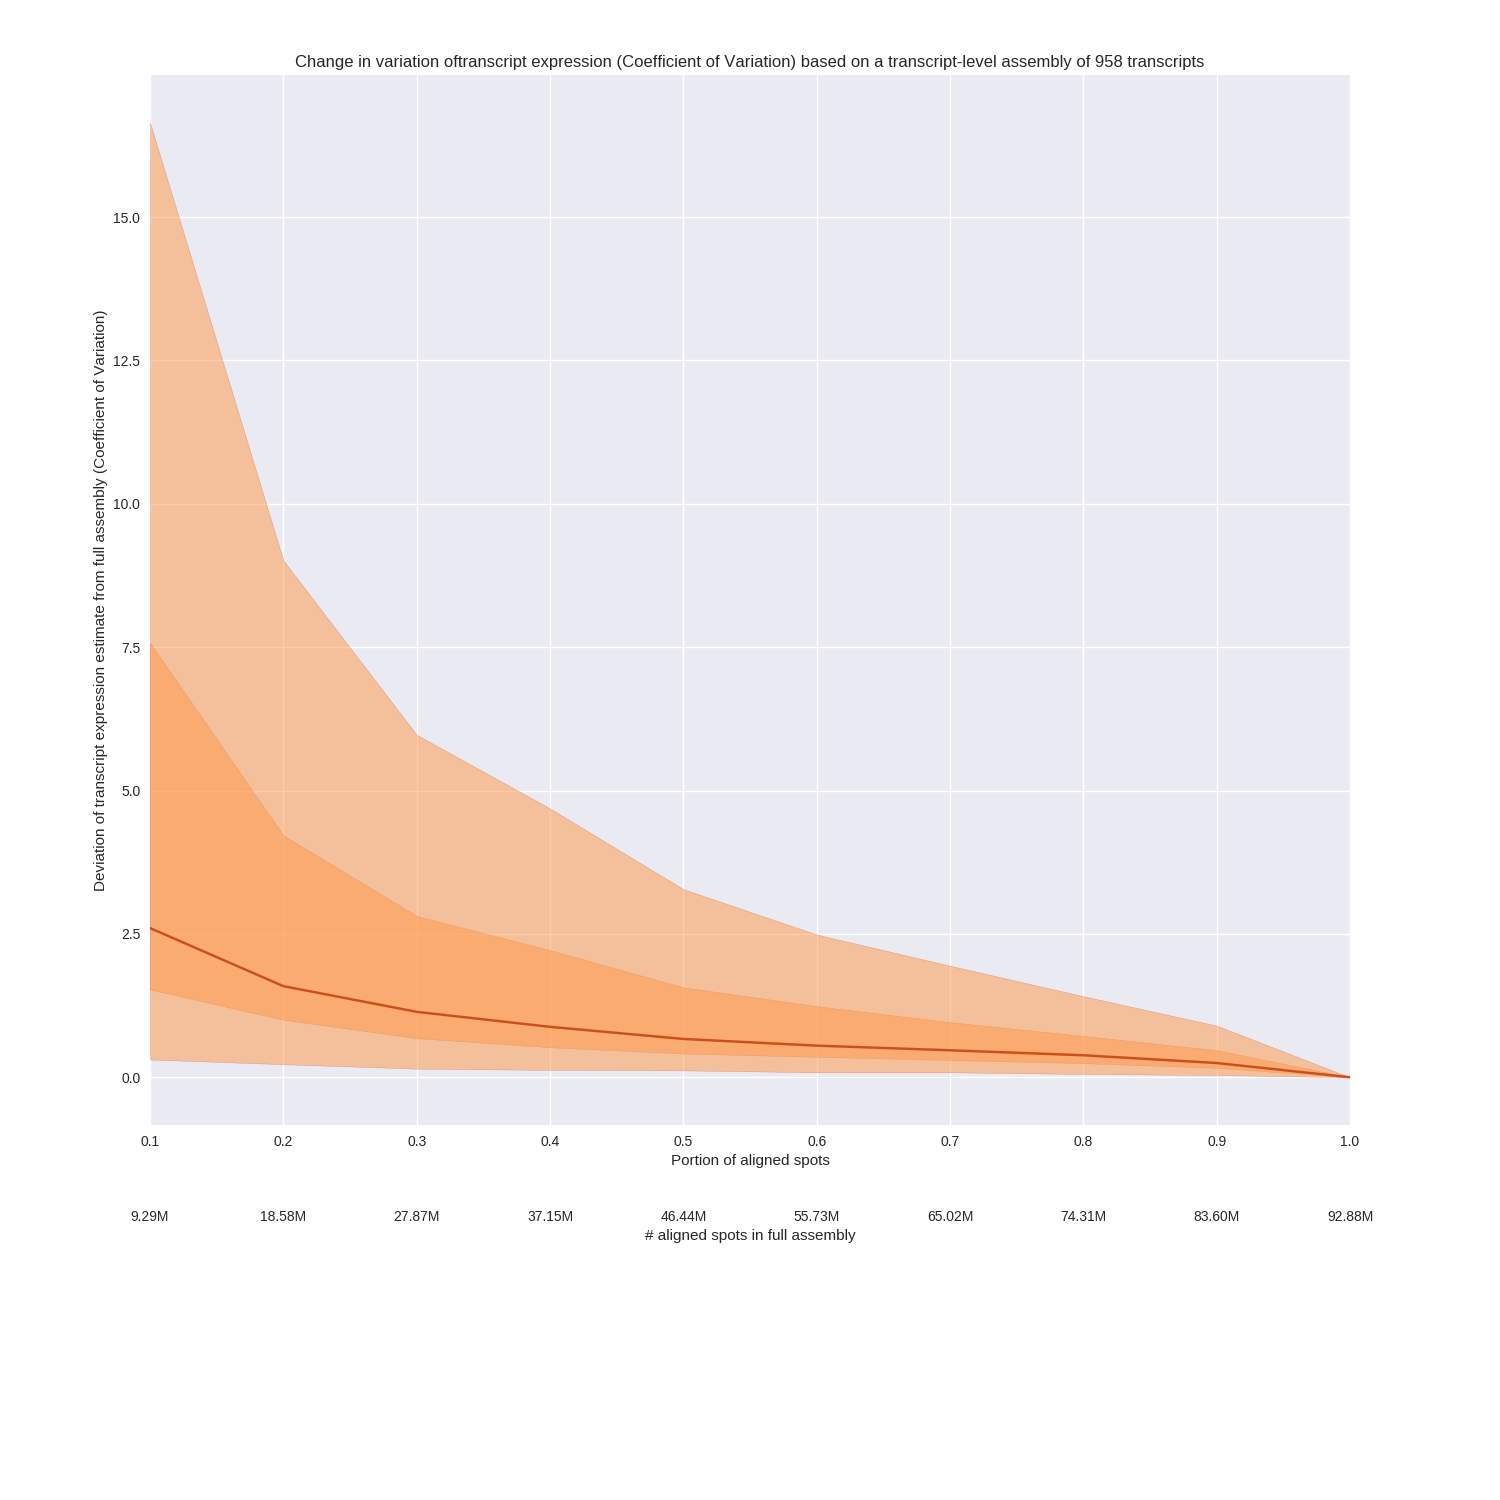 Change in variation oftranscript expression (Coefficient of Variation) based on a transcript-level assembly of 958 transcripts
Deviation of transcript expression estimate from full assembly (Coefficient of Variation)
15.0
12.5
10.0
7.5
5.0
2.5
0.0
0.1 0.2 0.3 0.4 0.5 0.6 0.7 0.8 0.9 1.0
Portion of aligned spots
9.29M 18.58M 27.87M 37.15M 46.44M 55.73M 65.02M 74.31M 83.60M 92.88M
# aligned spots in full assembly